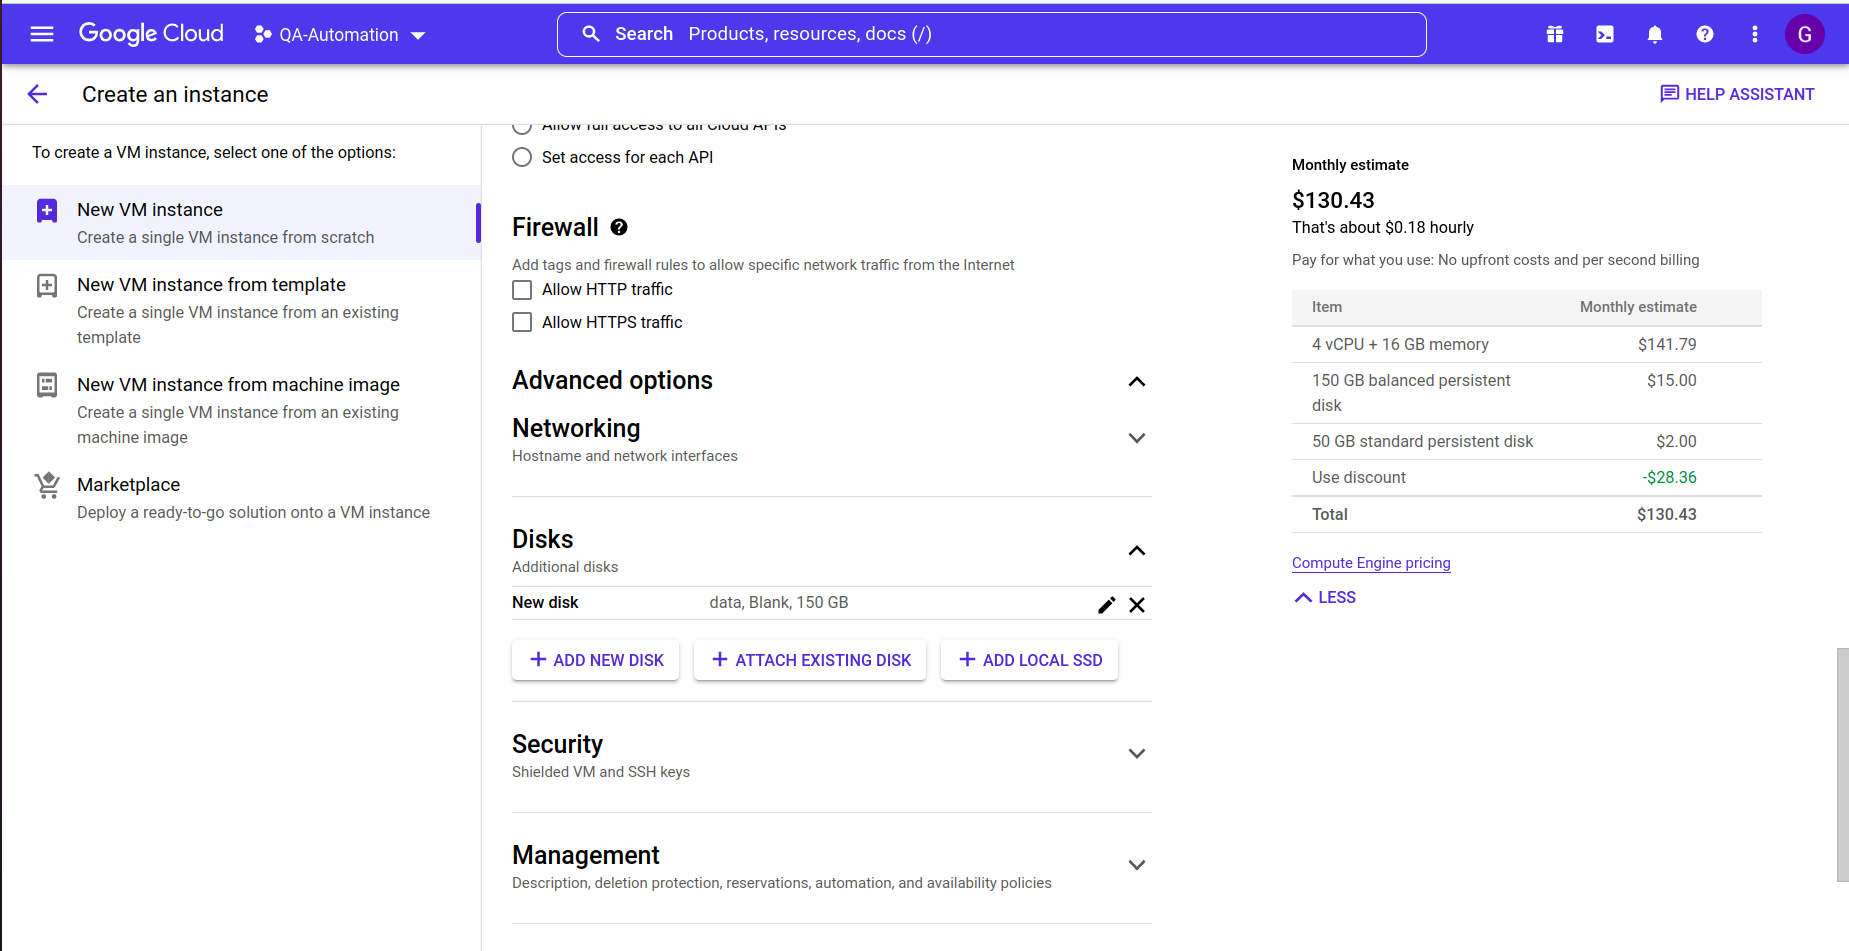 Google Cloud
QA-Automation
Search Products, resources, docs (/)
G
Create an instance
HELP ASSISTANT
To create a VM instance, select one of the options:
New VM instance
Create a single VM instance from scratch
New VM instance from template
Create a single VM instance from an existing
template
New VM instance from machine image
Create a single VM instance from an existing
machine image
Marketplace
Deploy a ready-to-go solution onto a VM instance
Allow full access to all Cloud APIs
Set access for each API
Firewall
Add tags and firewall rules to allow specific network traffic from the Internet
Allow HTTP traffic
Allow HTTPS traffic
Advanced options
Networking
Hostname and network interfaces
Disks
Additional disks
New disk data, Blank, 150 GB
ADD NEW DISK ATTACH EXISTING DISK ADD LOCAL SSD
Security
Shielded VM and SSH keys
Management
Description, deletion protection, reservations, automation, and availability policies
Monthly estimate
$130.43
That's about $0.18 hourly
Pay for what you use: No upfront costs and per second billing
Item Monthly estimate
4 vCPU + 16 GB memory $141.79
150 GB balanced persistent $15.00
disk
50 GB standard persistent disk $2.00
Use discount -$28.36
Total $130.43
Compute Engine pricing
LESS